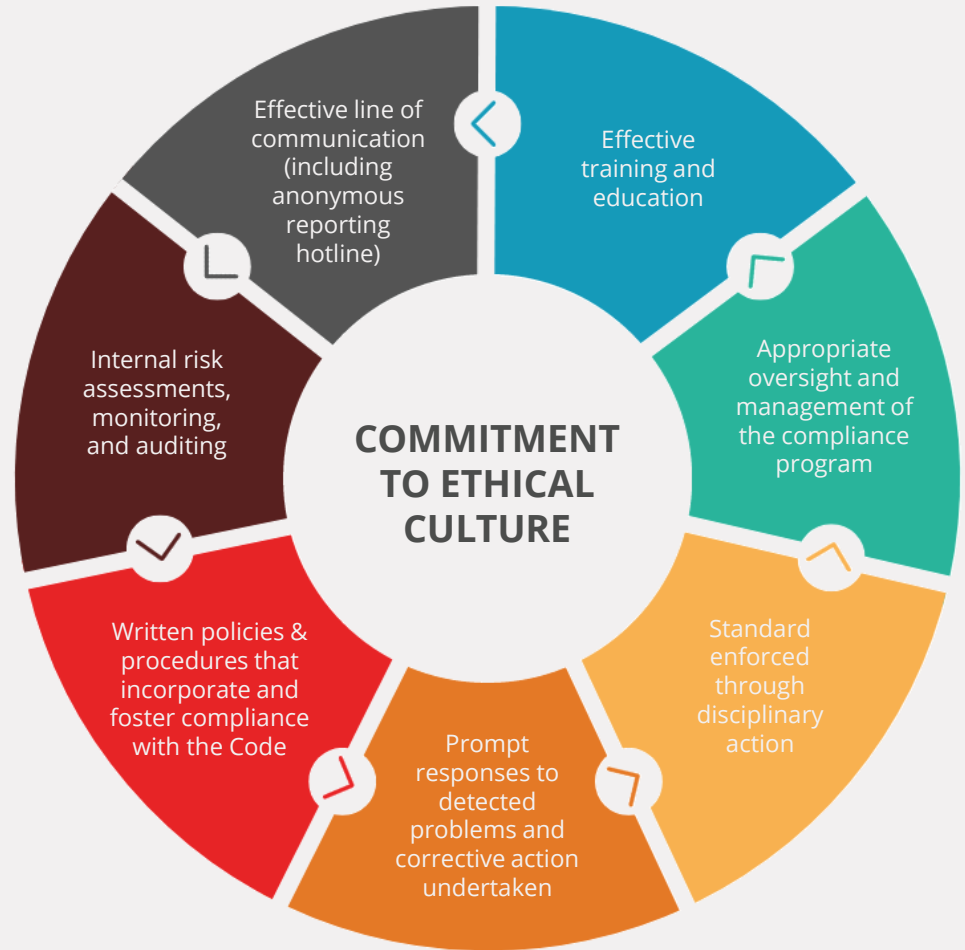 Effective line of
communication
(including
anonymous
reporting
hotline)
Effective
training and
education
Appropriate
oversight and
management of
the compliance
program
Internal risk
assessments,
monitoring,
and auditing
COMMITMENT
TO ETHICAL
CULTURE
Written policies &
procedures that
incorporate and
foster compliance
with the Code
Standard
enforced
through
disciplinary
action
Prompt
responses to
detected
problems and
corrective action
undertaken